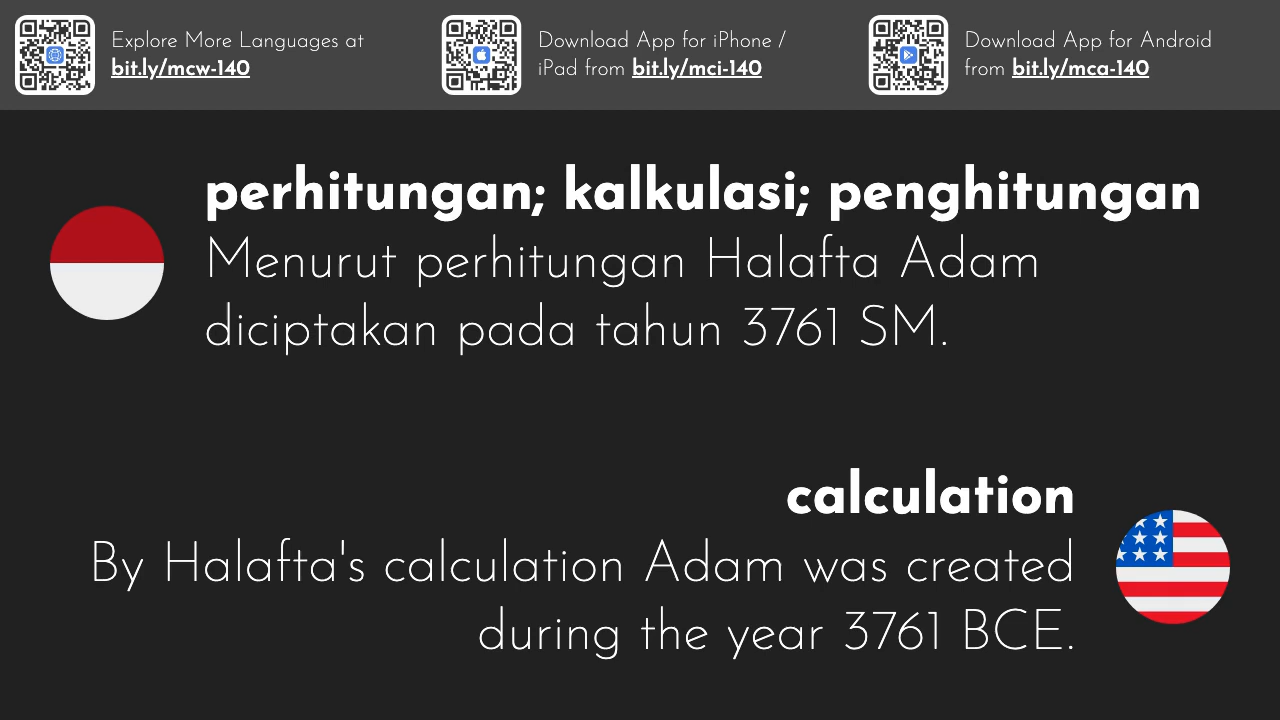 Explore More Languages at
bit.ly/mcw-140
Download App for iPhone /
iPad from bit.ly/mci-140
Download App for Android
from bit.ly/mca-140
perhitungan; kalkulasi; penghitungan
Menurut perhitungan Halafta Adam
diciptakan pada tahun 3761 SM.
calculation
By Halafta's calculation Adam was created
during the year 3761 BCE.